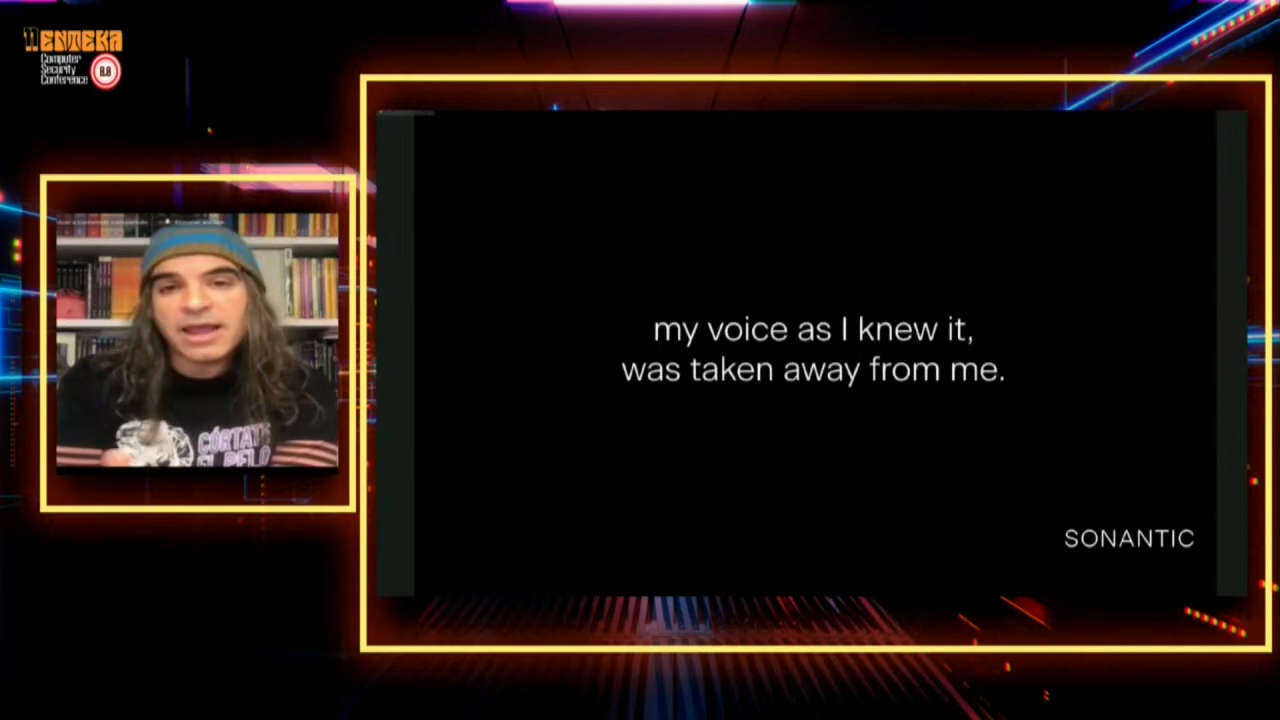 11ENTEKA
Computer
Security
Conference
8.8
CÓRTATE
EL PELO
my voice as I knew it,
was taken away from me.
SONANTIC